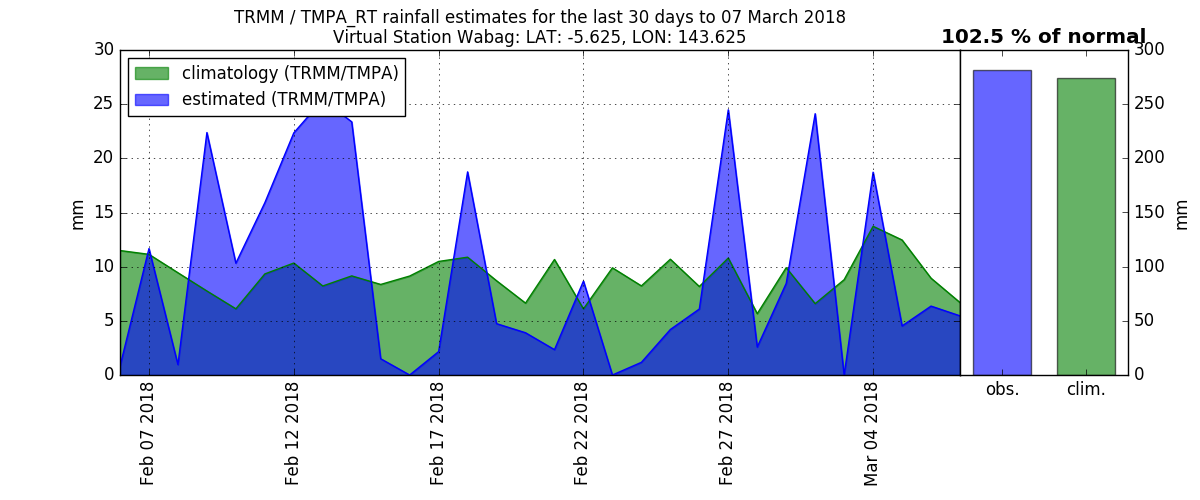 TRMM / TMPA_RT rainfall estimates for the last 30 days to 07 March 2018
Virtual Station Wabag: LAT: -5.625, LON: 143.625
102.5 % of normal
climatology (TRMM/TMPA)
estimated (TRMM/TMPA)
30
25
20
15
10
5
0
mm
300
250
200
150
100
50
0
mm
Feb 07 2018
Feb 12 2018
Feb 17 2018
Feb 22 2018
Feb 27 2018
Mar 04 2018
obs.
clim.